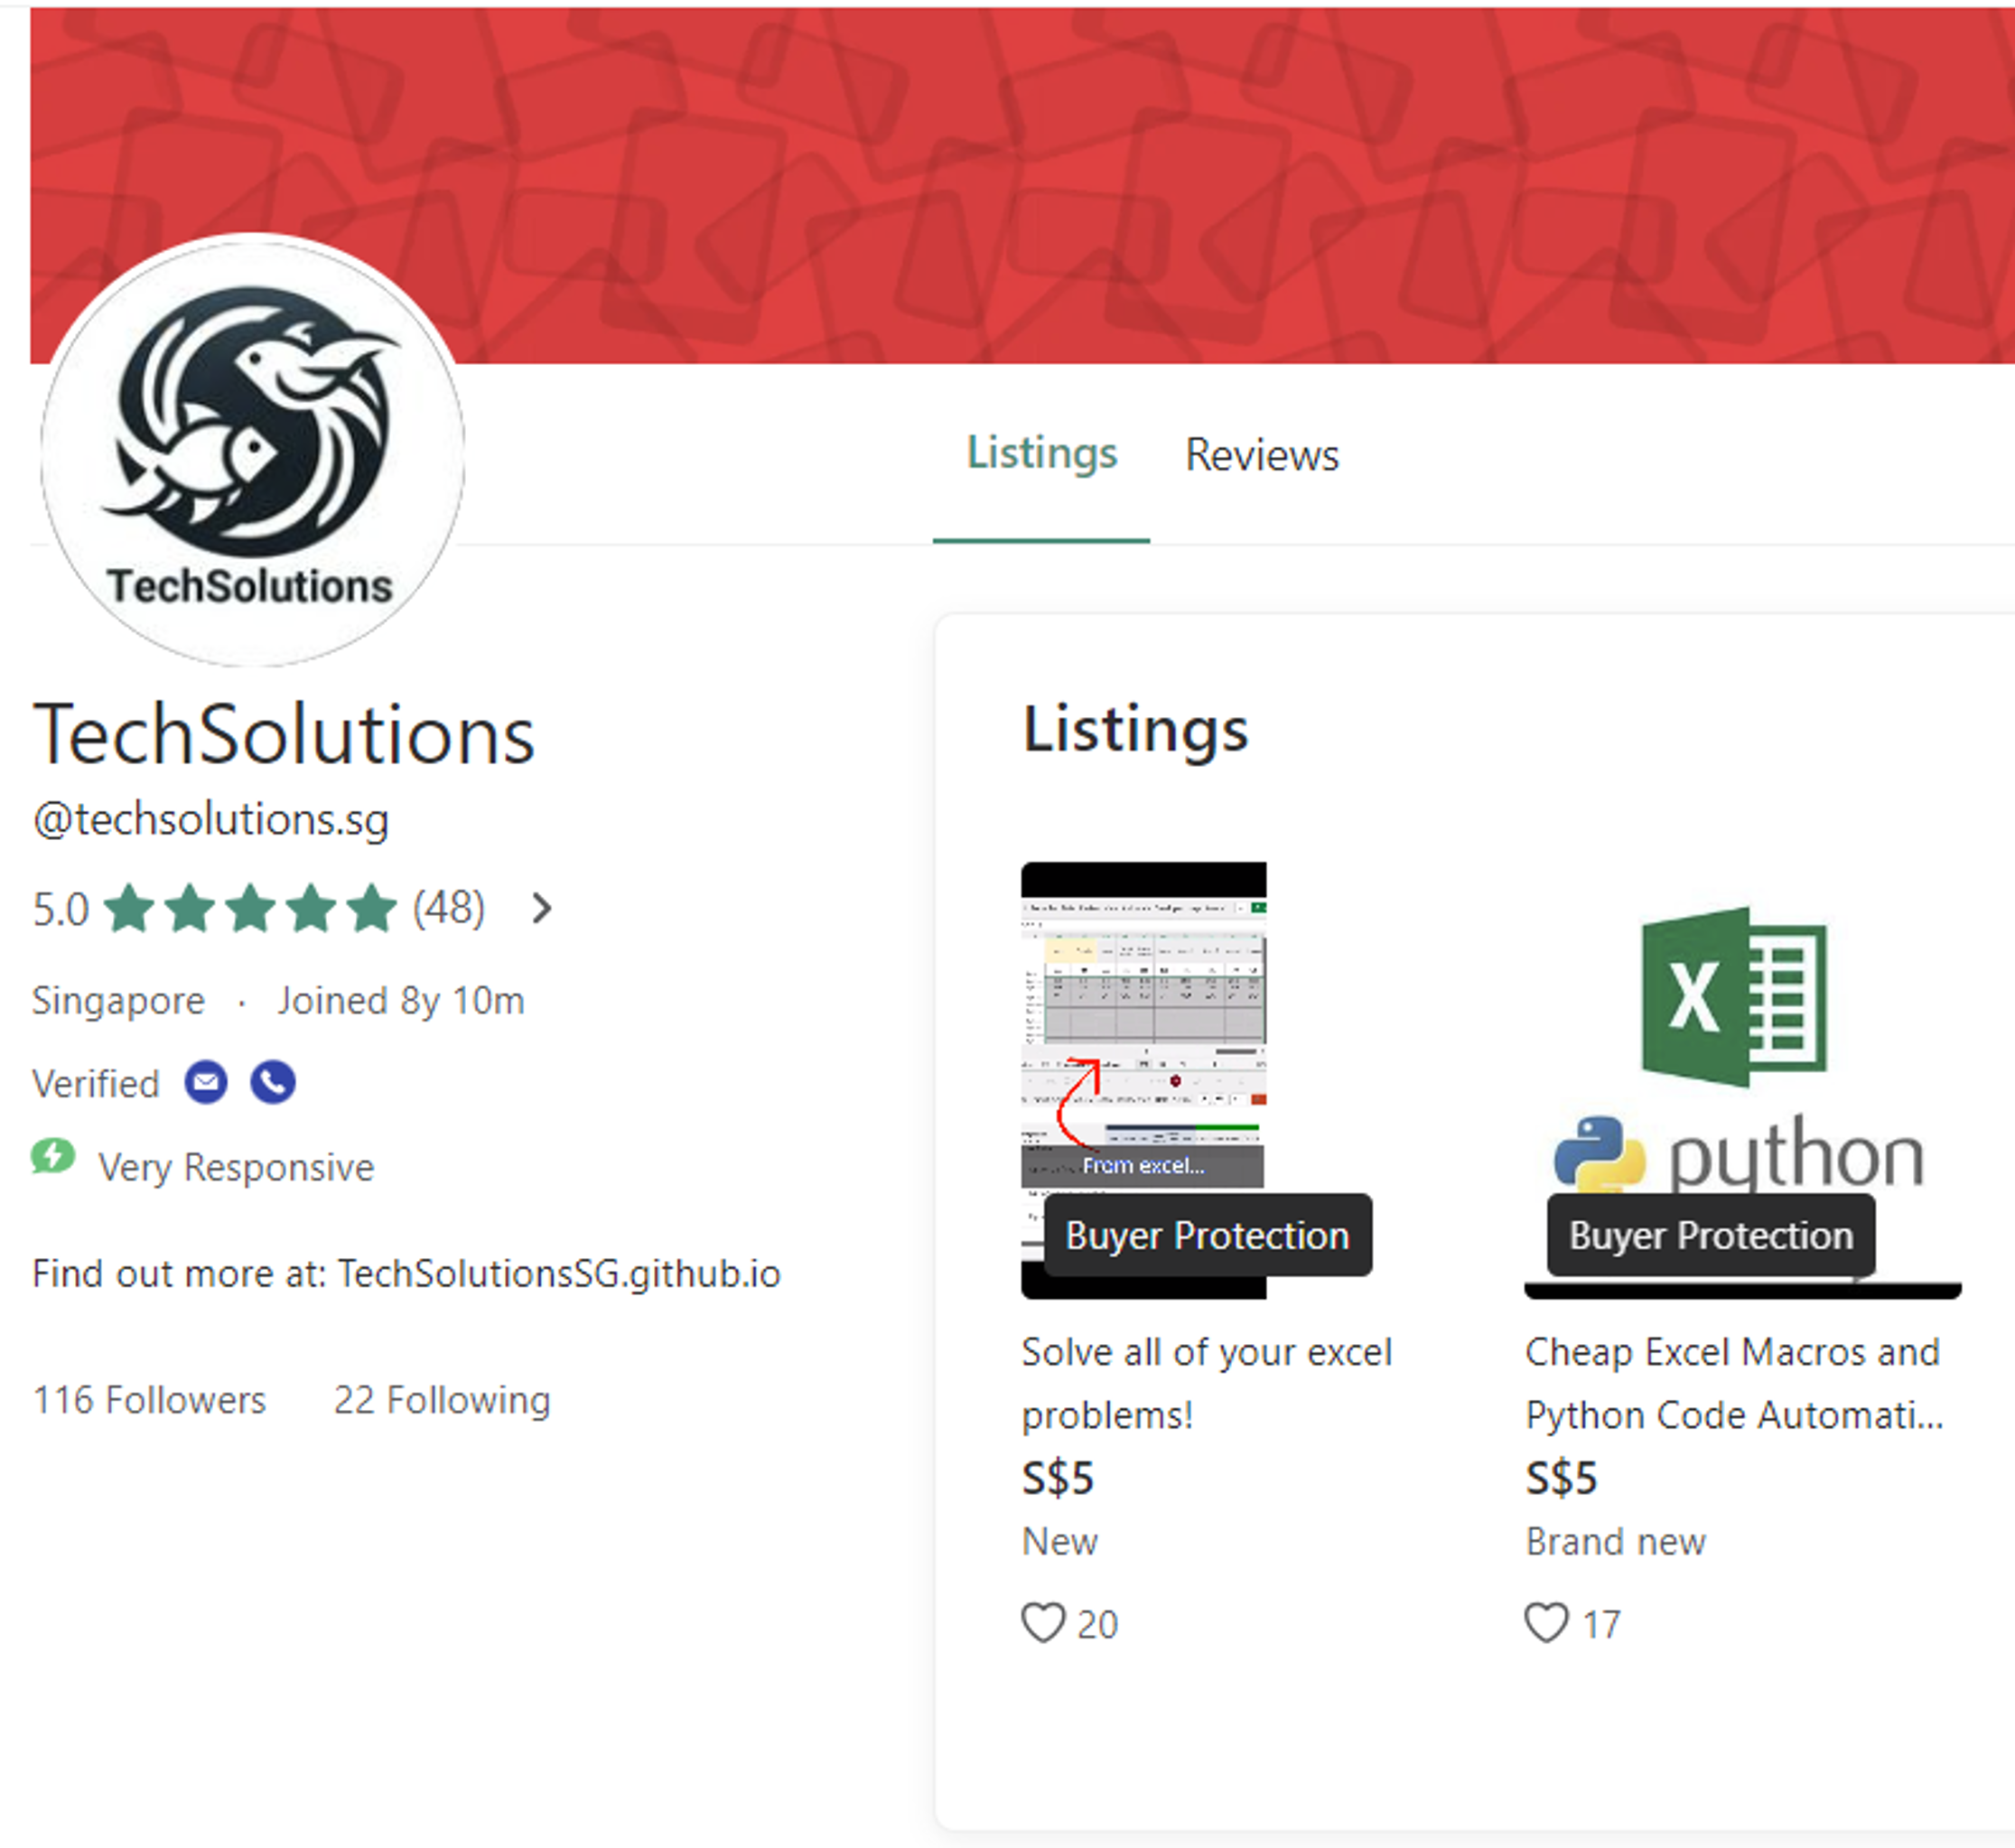 TechSolutions
Listings
Reviews
TechSolutions
@techsolutions.sg
5.0 (48)
Singapore · Joined 8y 10m
Verified
Very Responsive
Find out more at: TechSolutionsSG.github.io
116 Followers 22 Following
Listings
From excel...
Buyer Protection
Solve all of your excel
problems!
S$5
New
20
X
python
Buyer Protection
Cheap Excel Macros and
Python Code Automati...
S$5
Brand new
17